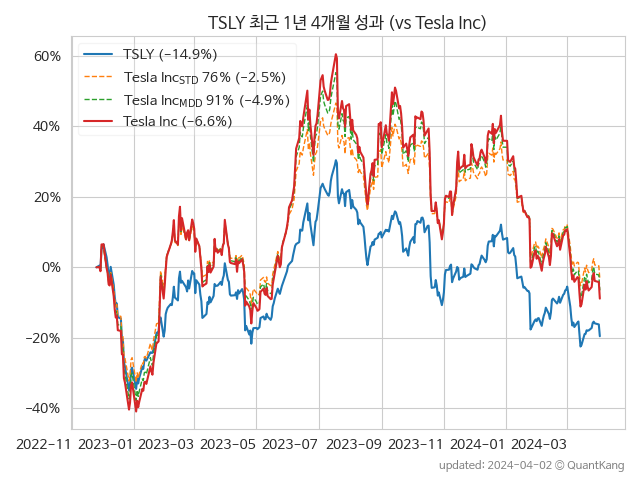 TSLY 최근 1년 4개월 성과 (vs Tesla Inc)
TSLY (−14.9%)
Tesla IncSTD 76% (−2.5%)
Tesla IncMDD 91% (−4.9%)
Tesla Inc (−6.6%)
60%
40%
20%
0%
−20%
−40%
2022−11 2023−01 2023−03 2023−05 2023−07 2023−09 2023−11 2024−01 2024−03
updated: 2024−04−02 © QuantKang